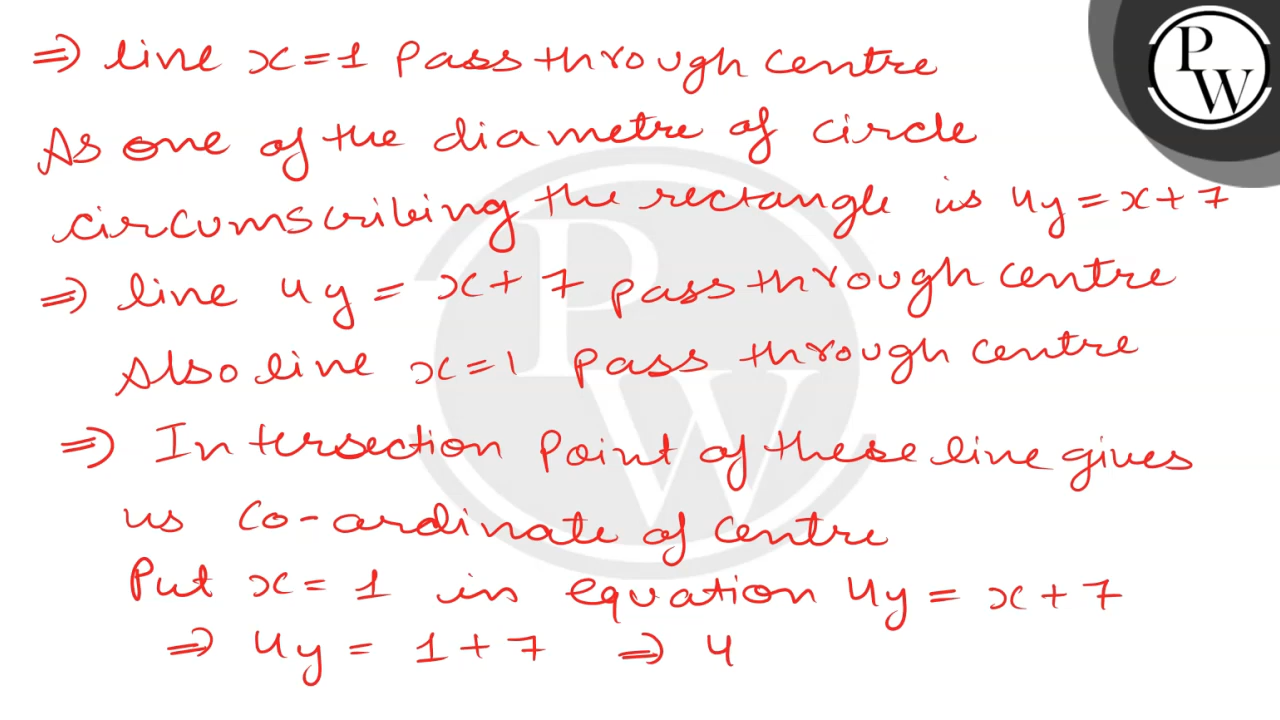 ⇒ line x = 1 Pass through centre
As one of the diametre of circle
circumscribing the rectangle is 4y = x + 7
⇒ line 4y = x + 7 pass through centre
Also line x = 1 pass through centre
⇒ Intersection Point of these line gives
us co-ordinate of centre
Put x = 1 in equation 4y = x + 7
⇒ 4y = 1 + 7 ⇒ 4
PW
PW